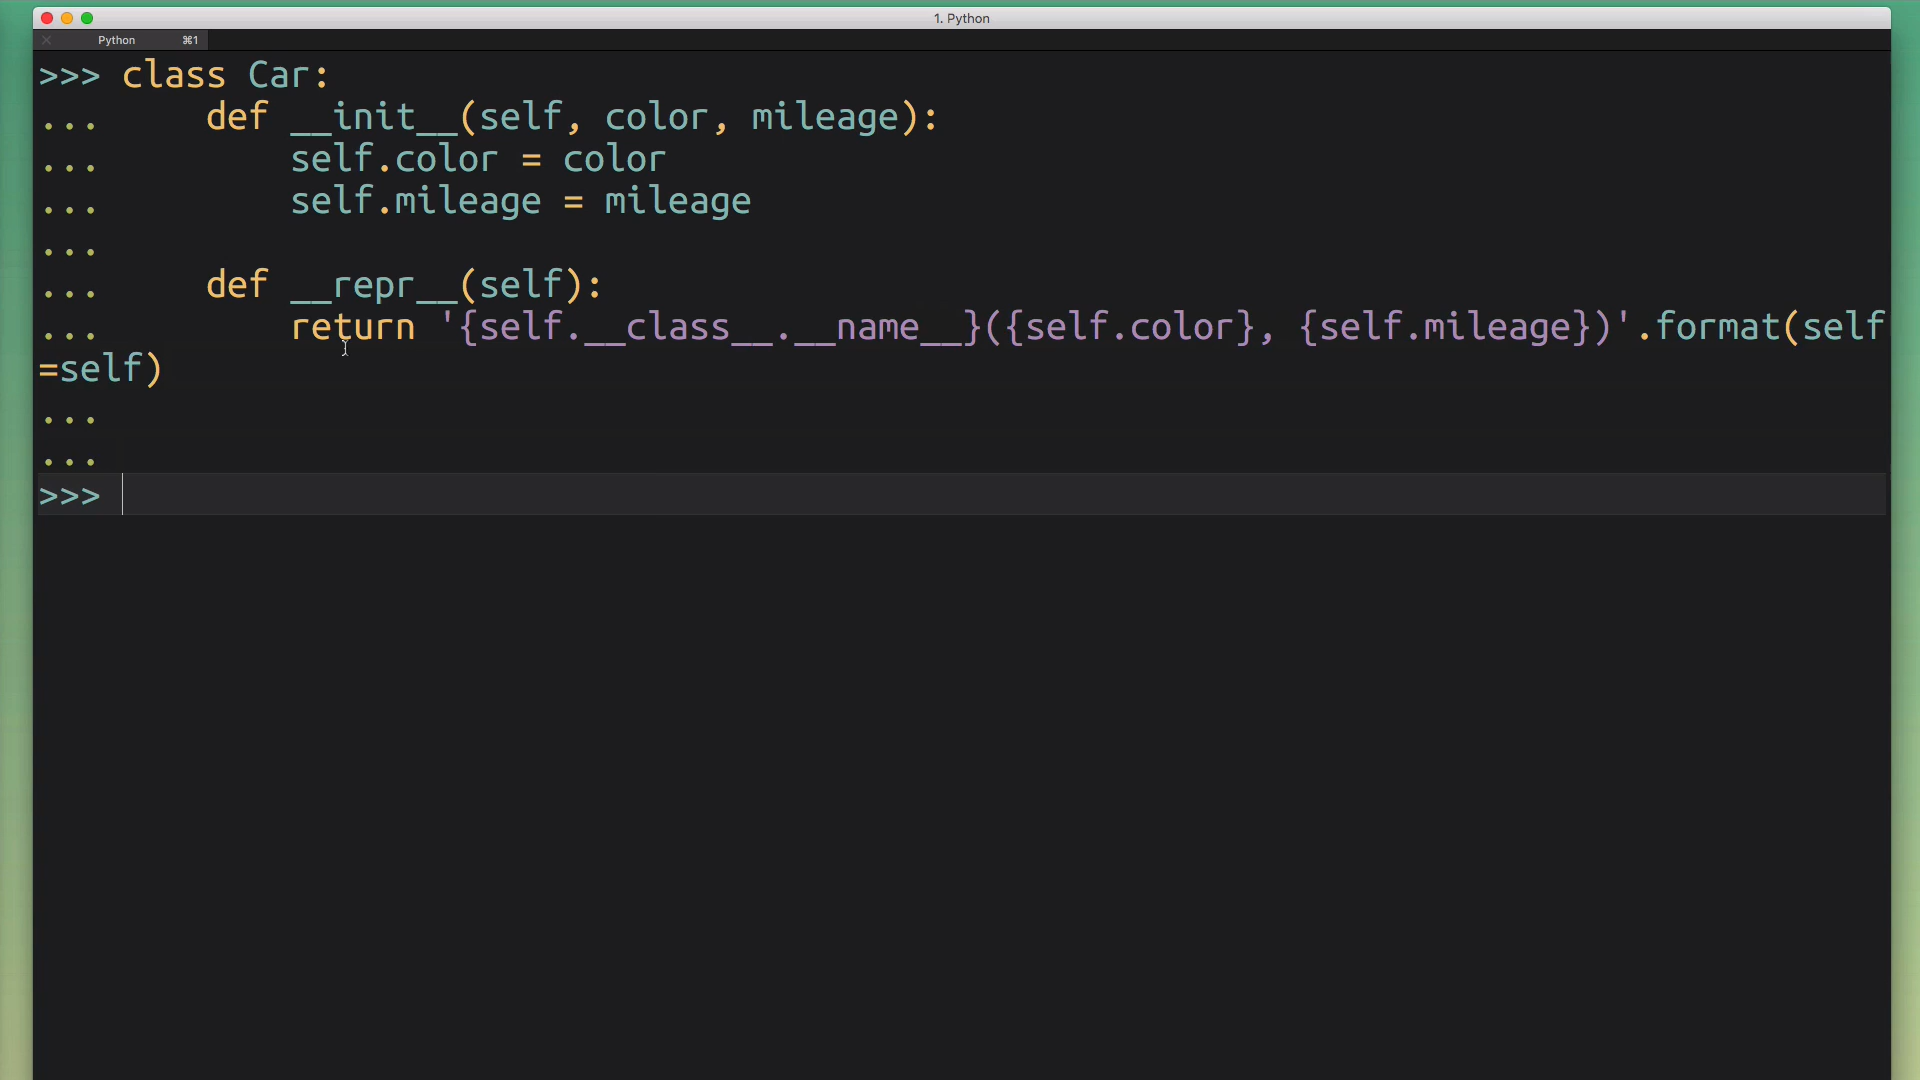 1. Python
Python ⌘1
>>> class Car:
...     def __init__(self, color, mileage):
...         self.color = color
...         self.mileage = mileage
...
...     def __repr__(self):
...         return '{self.__class__.__name__}({self.color}, {self.mileage})'.format(self
=self)
...
...
>>>